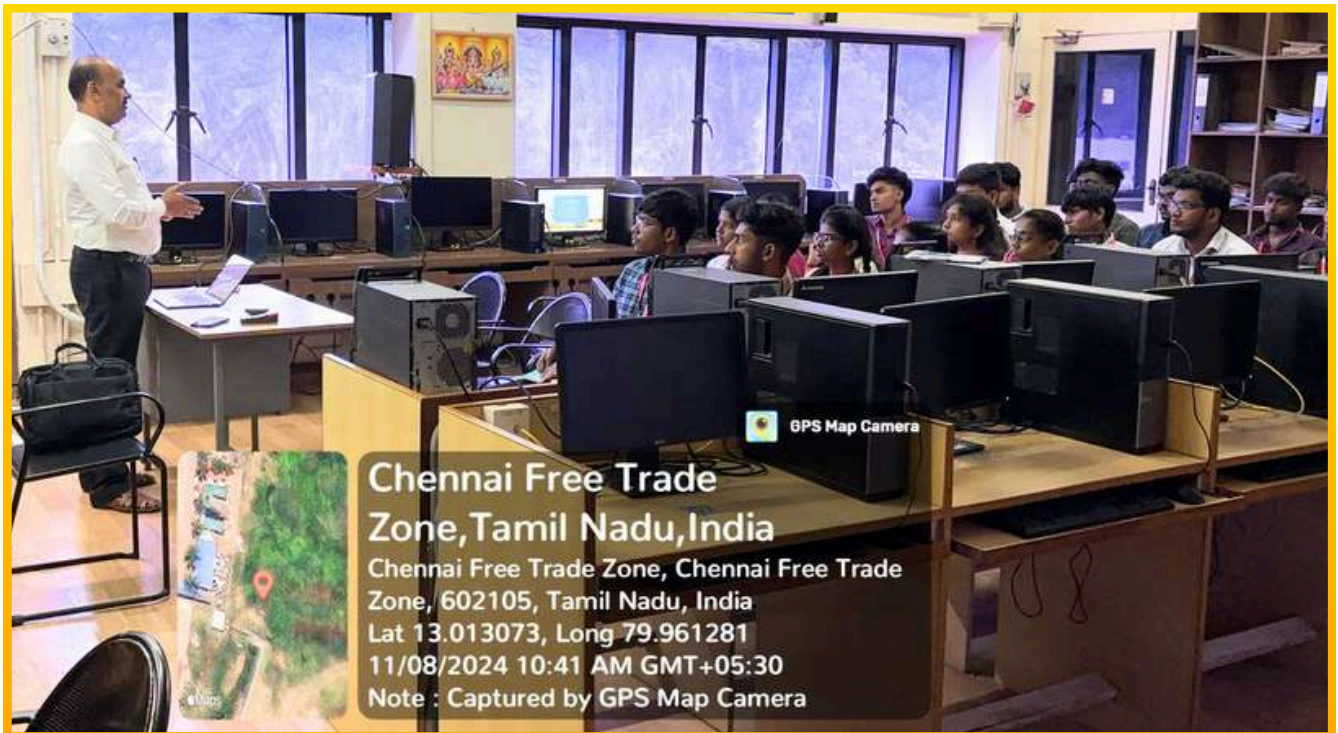 GPS Map Camera
Chennai Free Trade
Zone,Tamil Nadu,India
Chennai Free Trade Zone, Chennai Free Trade
Zone, 602105, Tamil Nadu, India
Lat 13.013073, Long 79.961281
11/08/2024 10:41 AM GMT+05:30
Note : Captured by GPS Map Camera
Maps